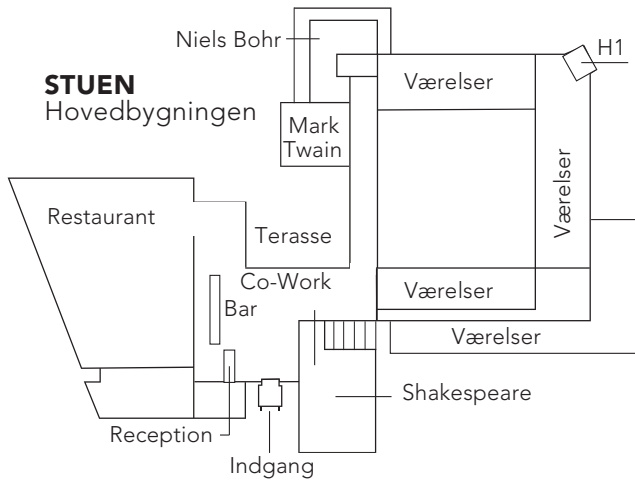 Niels Bohr
H1
STUEN
Hovedbygningen
Værelser
Mark
Twain
Værelser
Restaurant
Terasse
Co-Work
Værelser
Bar
Værelser
Shakespeare
Reception
Indgang